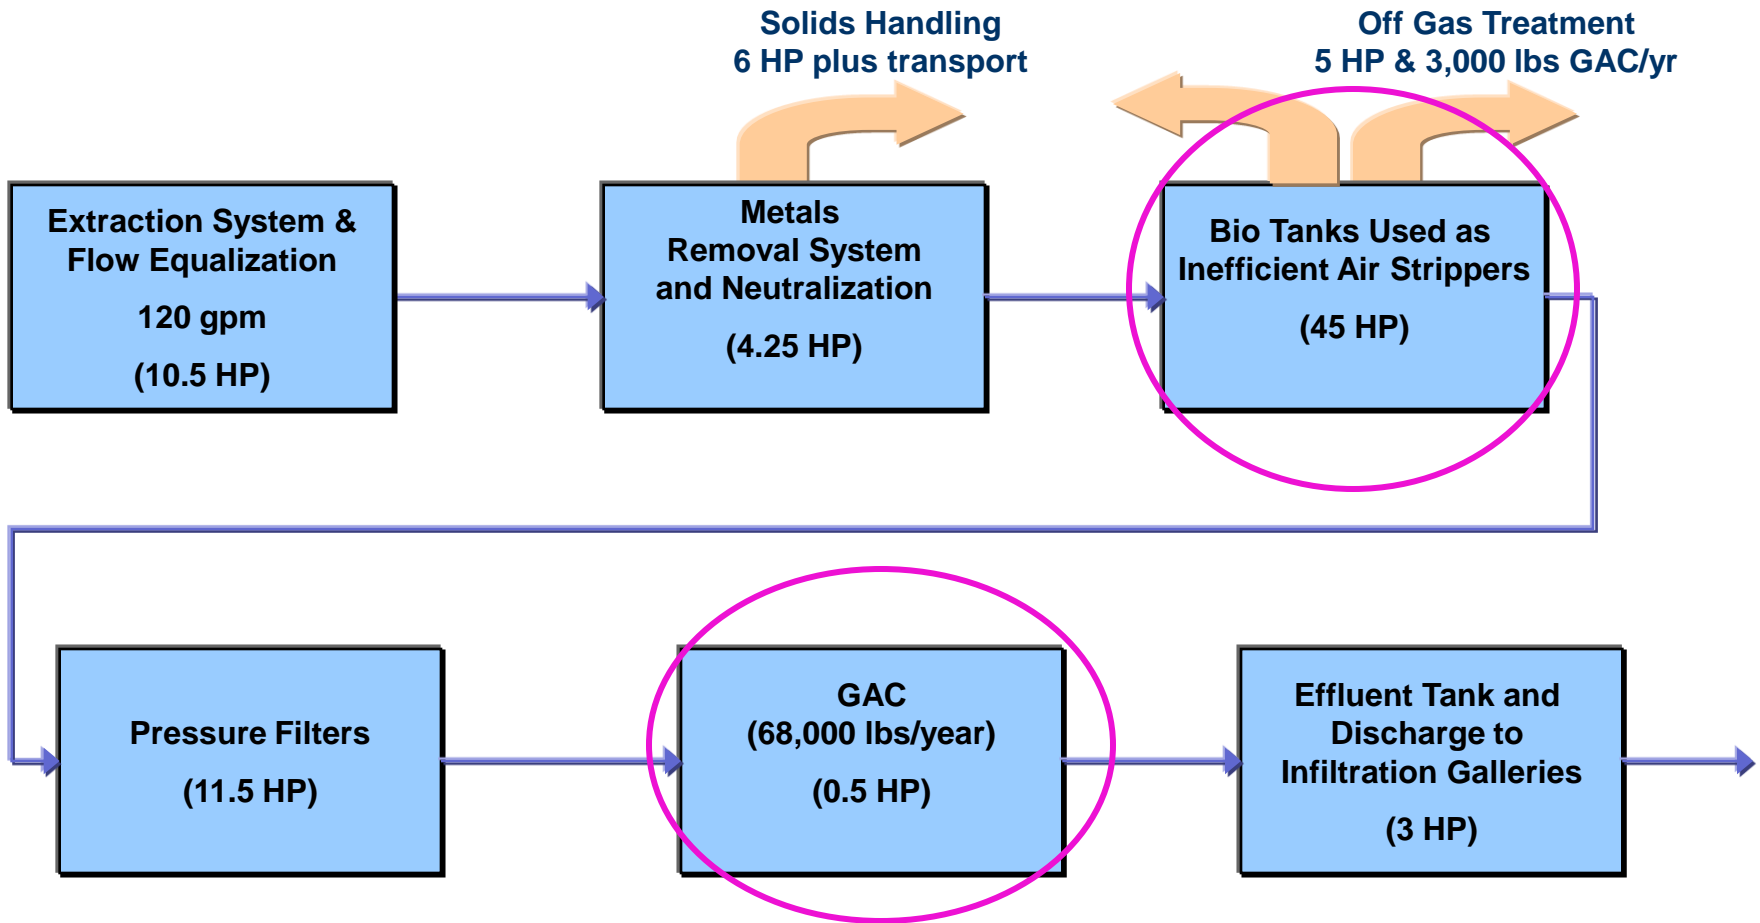 Solids Handling
6 HP plus transport
Off Gas Treatment
5 HP & 3,000 lbs GAC/yr
Extraction System &
Flow Equalization
120 gpm
(10.5 HP)
Metals
Removal System
and Neutralization
(4.25 HP)
Bio Tanks Used as
Inefficient Air Strippers
(45 HP)
Pressure Filters
(11.5 HP)
GAC
(68,000 lbs/year)
(0.5 HP)
Effluent Tank and
Discharge to
Infiltration Galleries
(3 HP)